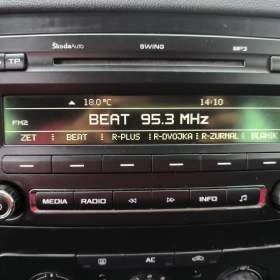 ŠkodaAuto SWING MP3
TP
18.0°C 14:10
FM2 BEAT 95.3 MHz
ZET BEAT R-PLUS R-DVOJKA R-ZURNAL BLANIK
MEDIA RADIO INFO
AC